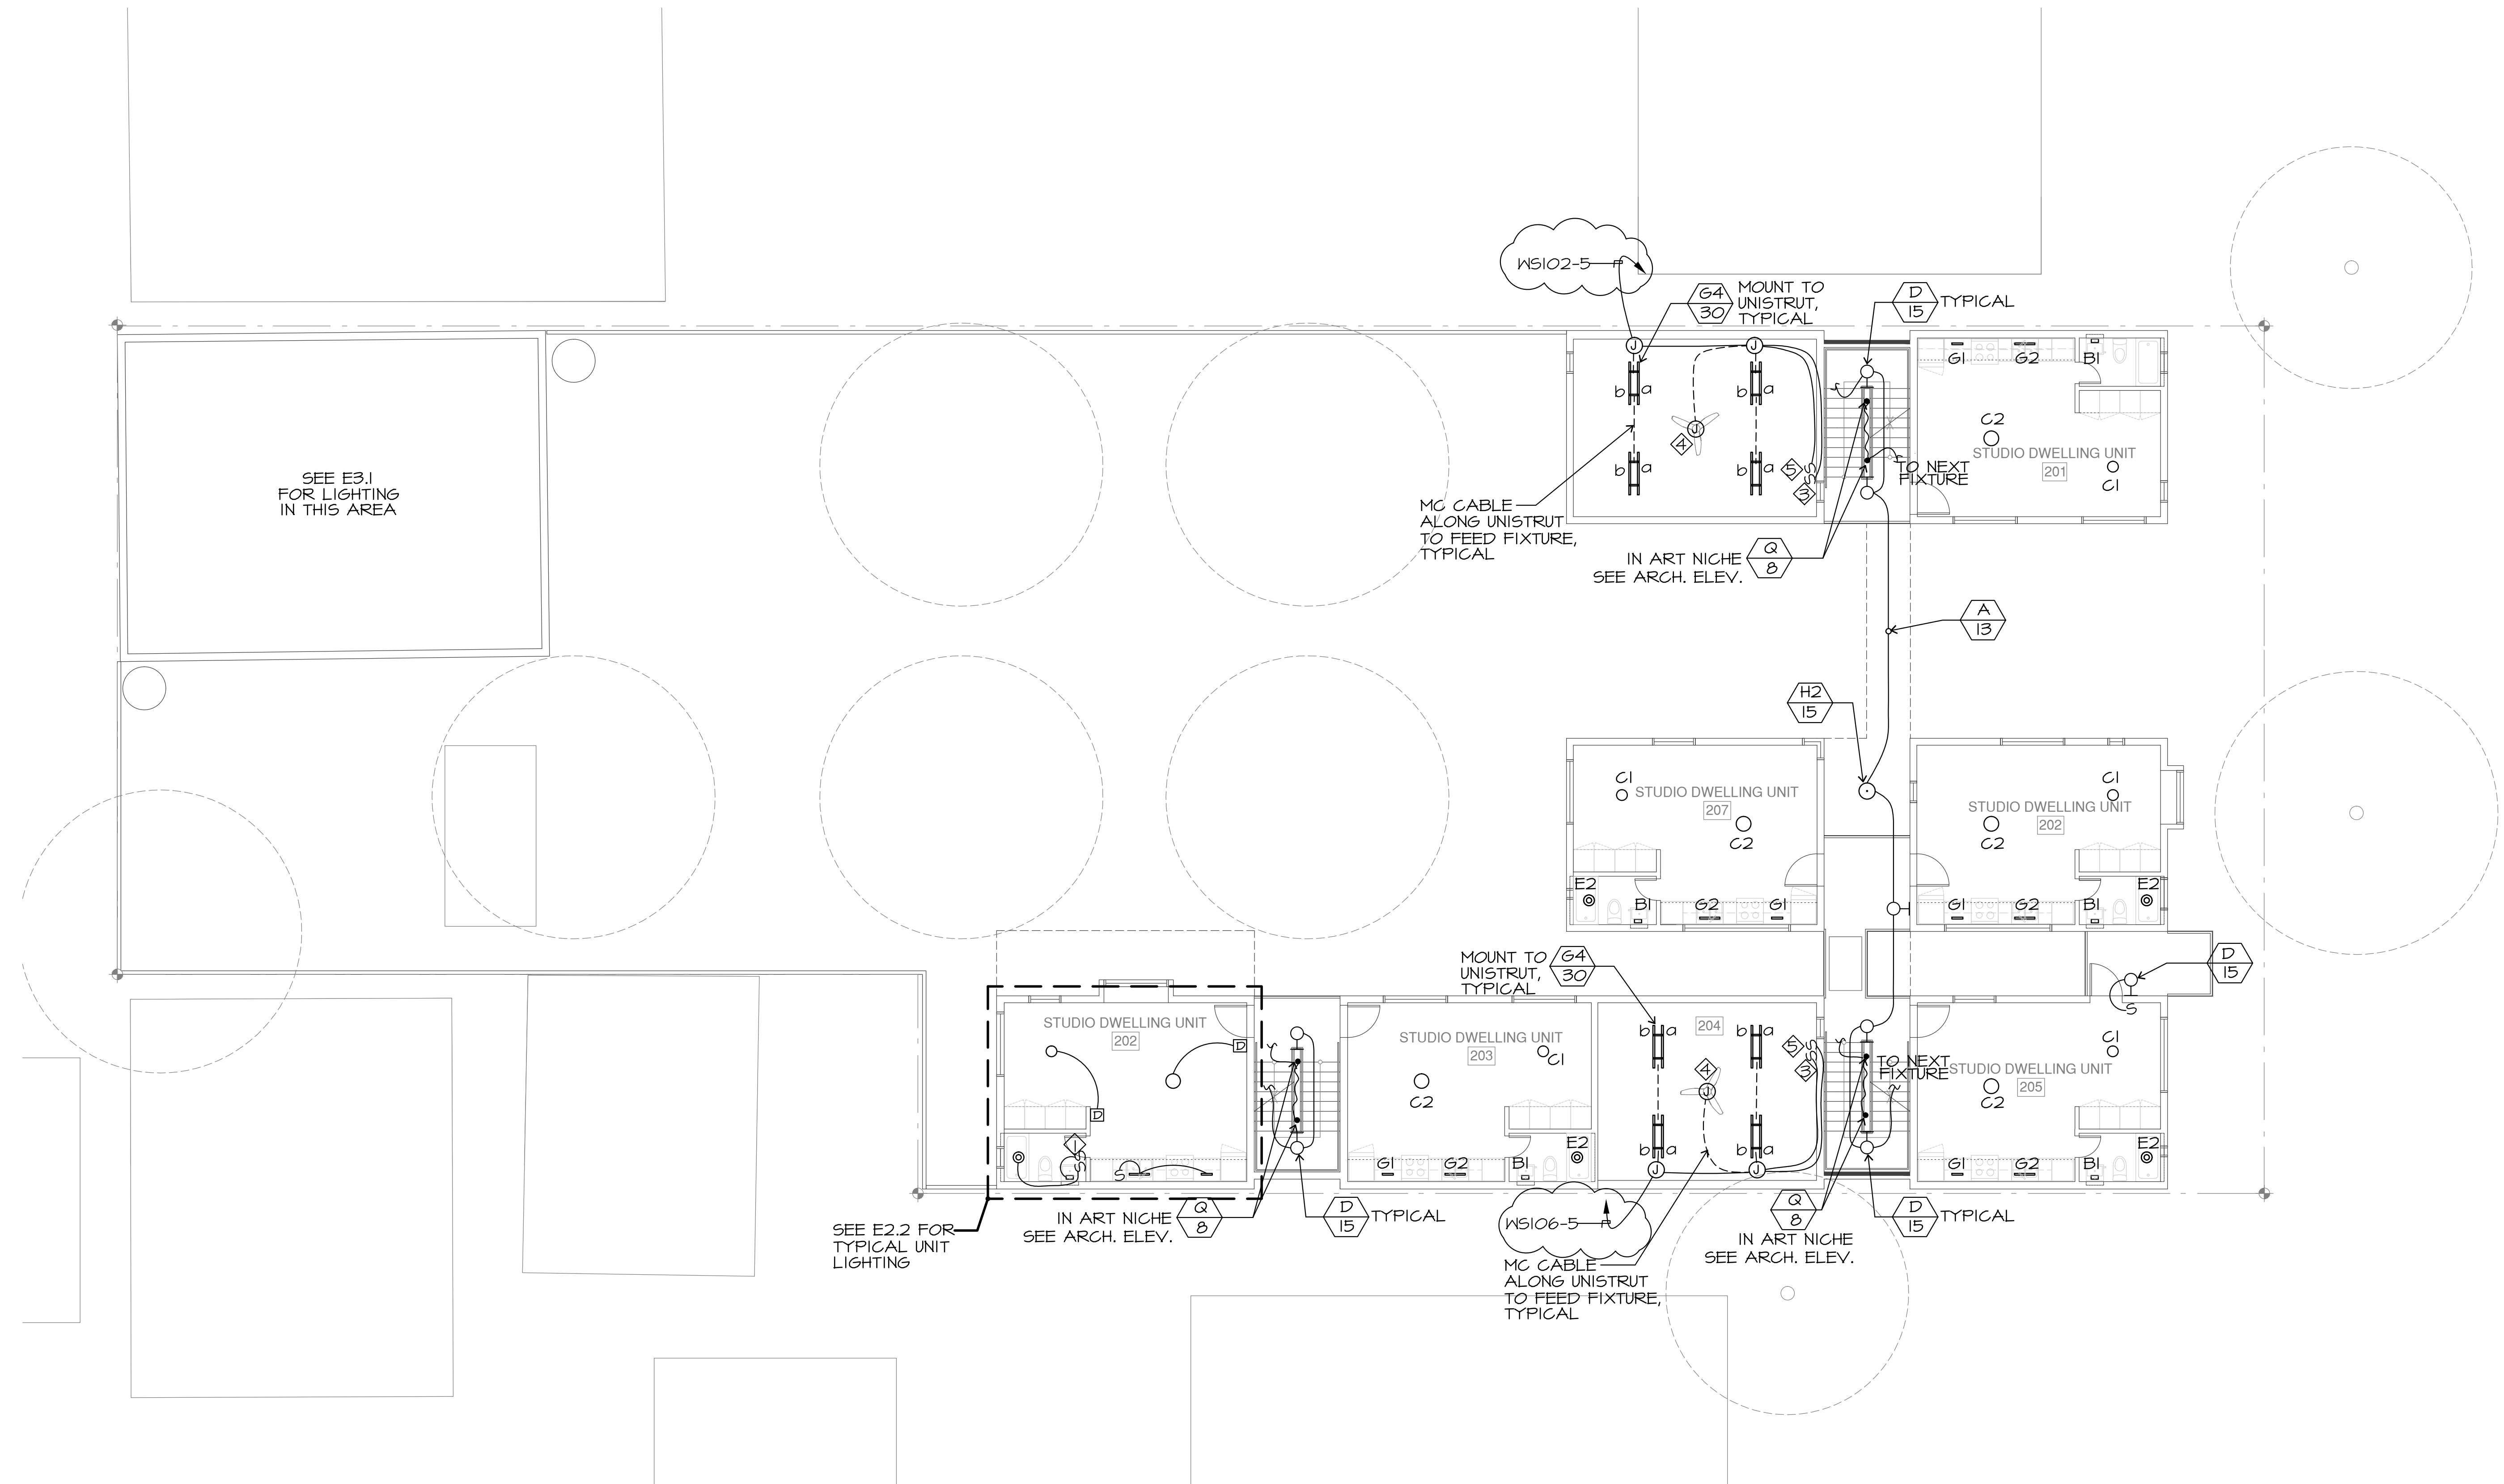 WS102-5
G4
30
MOUNT TO
UNISTRUT,
TYPICAL
D
15
TYPICAL
J
J
G1
G2
B1
b
a
b
a
C2
J
4
STUDIO DWELLING UNIT
201
C1
b
a
b
a
5
S
S
3
TO NEXT
FIXTURE
SEE E3.1
FOR LIGHTING
IN THIS AREA
MC CABLE
ALONG UNISTRUT
TO FEED FIXTURE,
TYPICAL
IN ART NICHE
SEE ARCH. ELEV.
Q
8
A
13
H2
15
C1
STUDIO DWELLING UNIT
207
C2
E2
B1
G2
G1
C1
STUDIO DWELLING UNIT
202
C2
G1
G2
B1
E2
MOUNT TO
UNISTRUT,
TYPICAL
G4
30
D
15
S
STUDIO DWELLING UNIT
202
D
D
1
S
S
S
STUDIO DWELLING UNIT
203
C1
C2
G1
G2
B1
E2
204
b
a
b
a
5
S
S
3
4
J
b
a
b
a
J
J
TO NEXT
FIXTURE
C1
STUDIO DWELLING UNIT
205
C2
G1
G2
B1
E2
SEE E2.2 FOR
TYPICAL UNIT
LIGHTING
IN ART NICHE
SEE ARCH. ELEV.
Q
8
D
15
TYPICAL
WS106-5
MC CABLE
ALONG UNISTRUT
TO FEED FIXTURE,
TYPICAL
Q
8
IN ART NICHE
SEE ARCH. ELEV.
D
15
TYPICAL